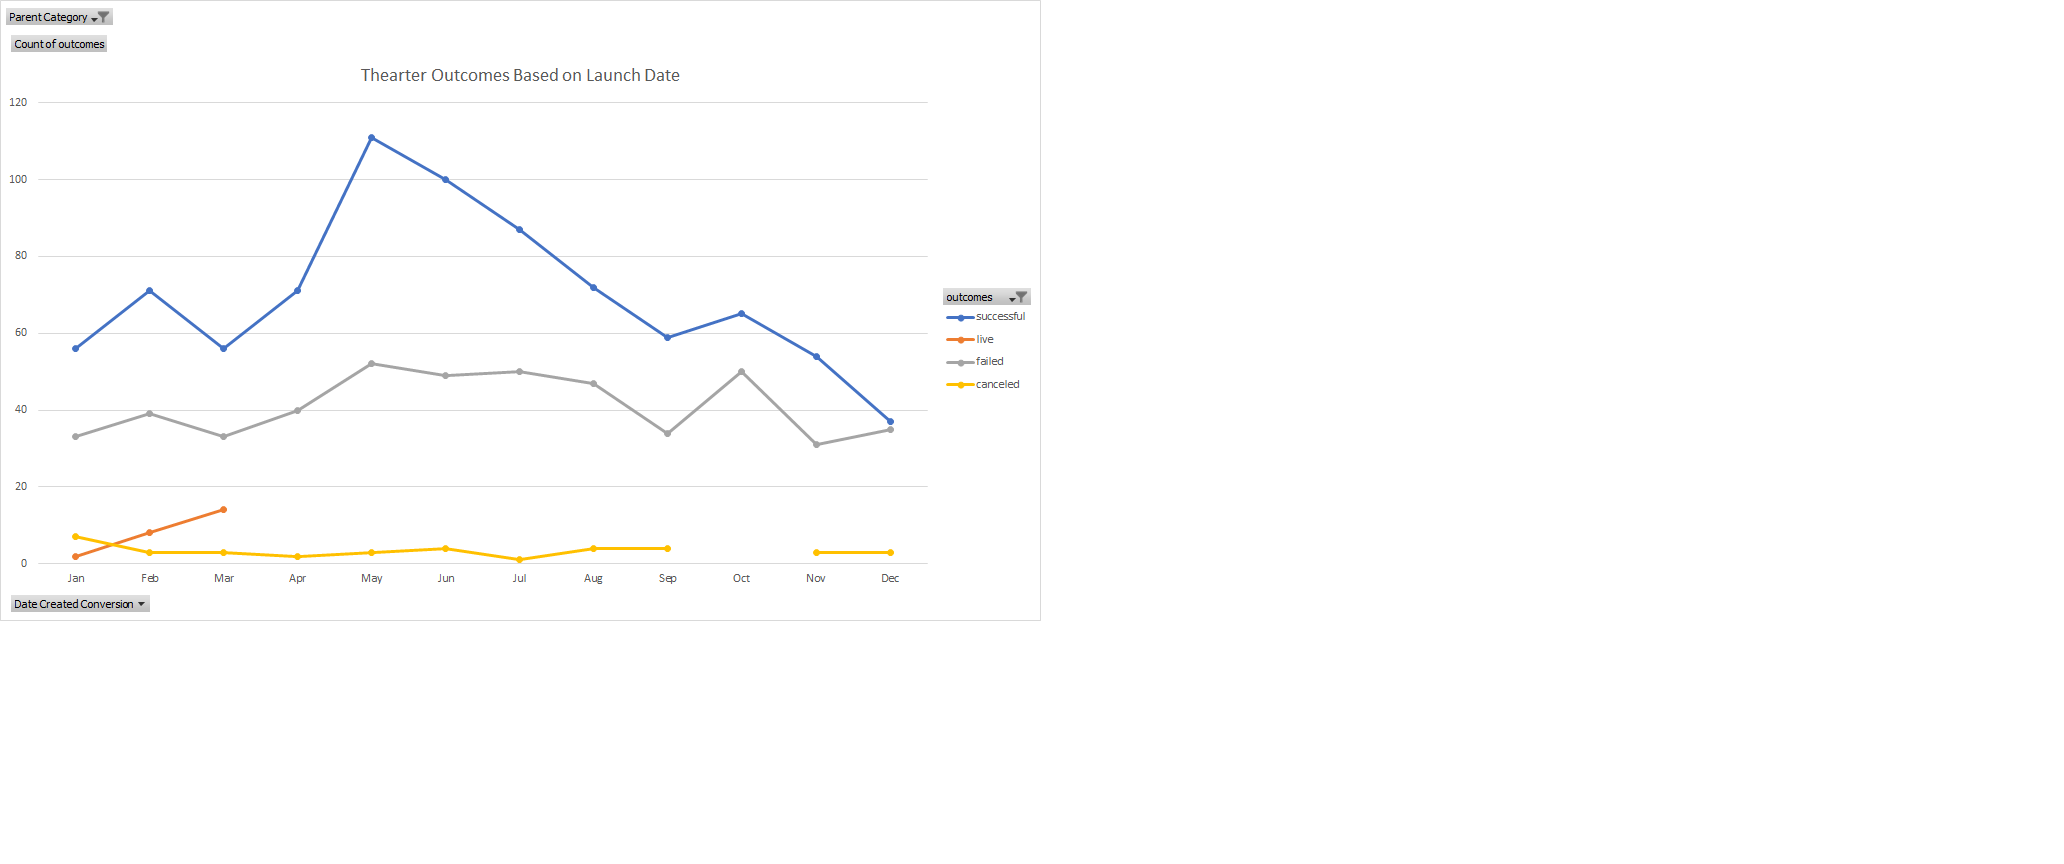 Parent Category
Count of outcomes
Thearter Outcomes Based on Launch Date
120
100
80
60
40
20
0
Jan Feb Mar Apr May Jun Jul Aug Sep Oct Nov Dec
outcomes
successful
live
failed
canceled
Date Created Conversion